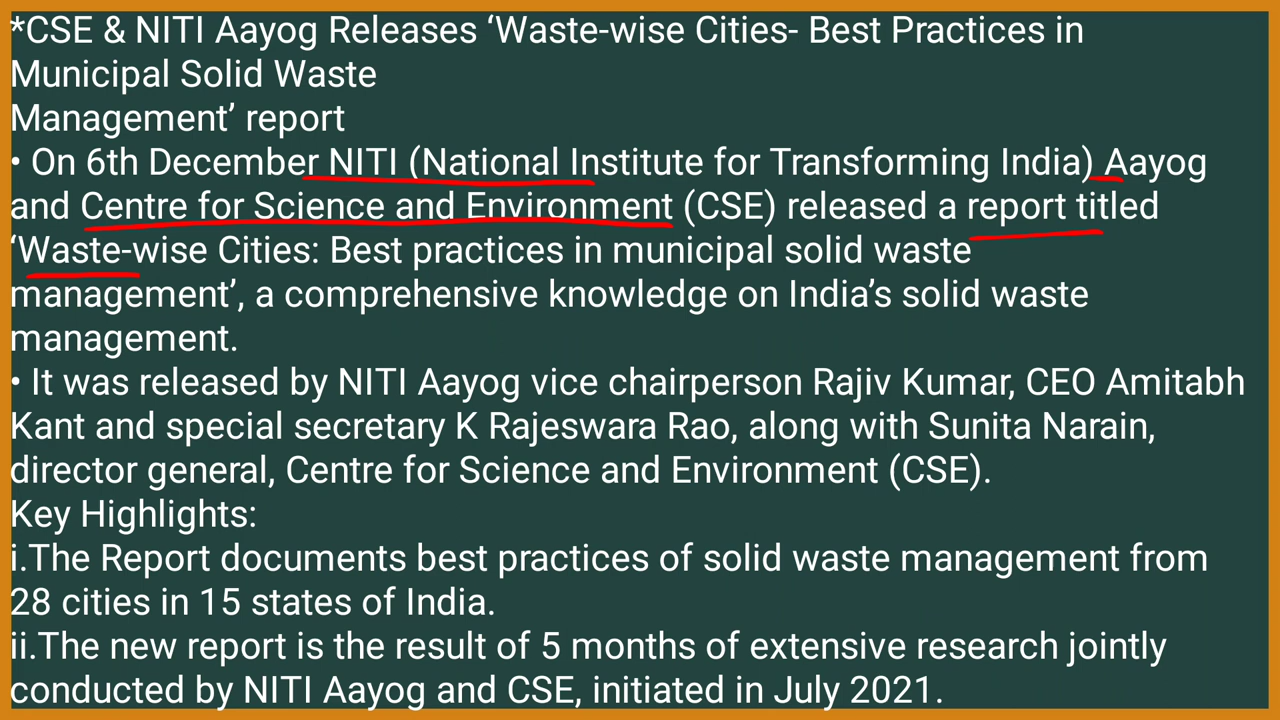 *CSE & NITI Aayog Releases ‘Waste-wise Cities- Best Practices in
Municipal Solid Waste
Management’ report
• On 6th December NITI (National Institute for Transforming India) Aayog
and Centre for Science and Environment (CSE) released a report titled
‘Waste-wise Cities: Best practices in municipal solid waste
management’, a comprehensive knowledge on India’s solid waste
management.
• It was released by NITI Aayog vice chairperson Rajiv Kumar, CEO Amitabh
Kant and special secretary K Rajeswara Rao, along with Sunita Narain,
director general, Centre for Science and Environment (CSE).
Key Highlights:
i.The Report documents best practices of solid waste management from
28 cities in 15 states of India.
ii.The new report is the result of 5 months of extensive research jointly
conducted by NITI Aayog and CSE, initiated in July 2021.